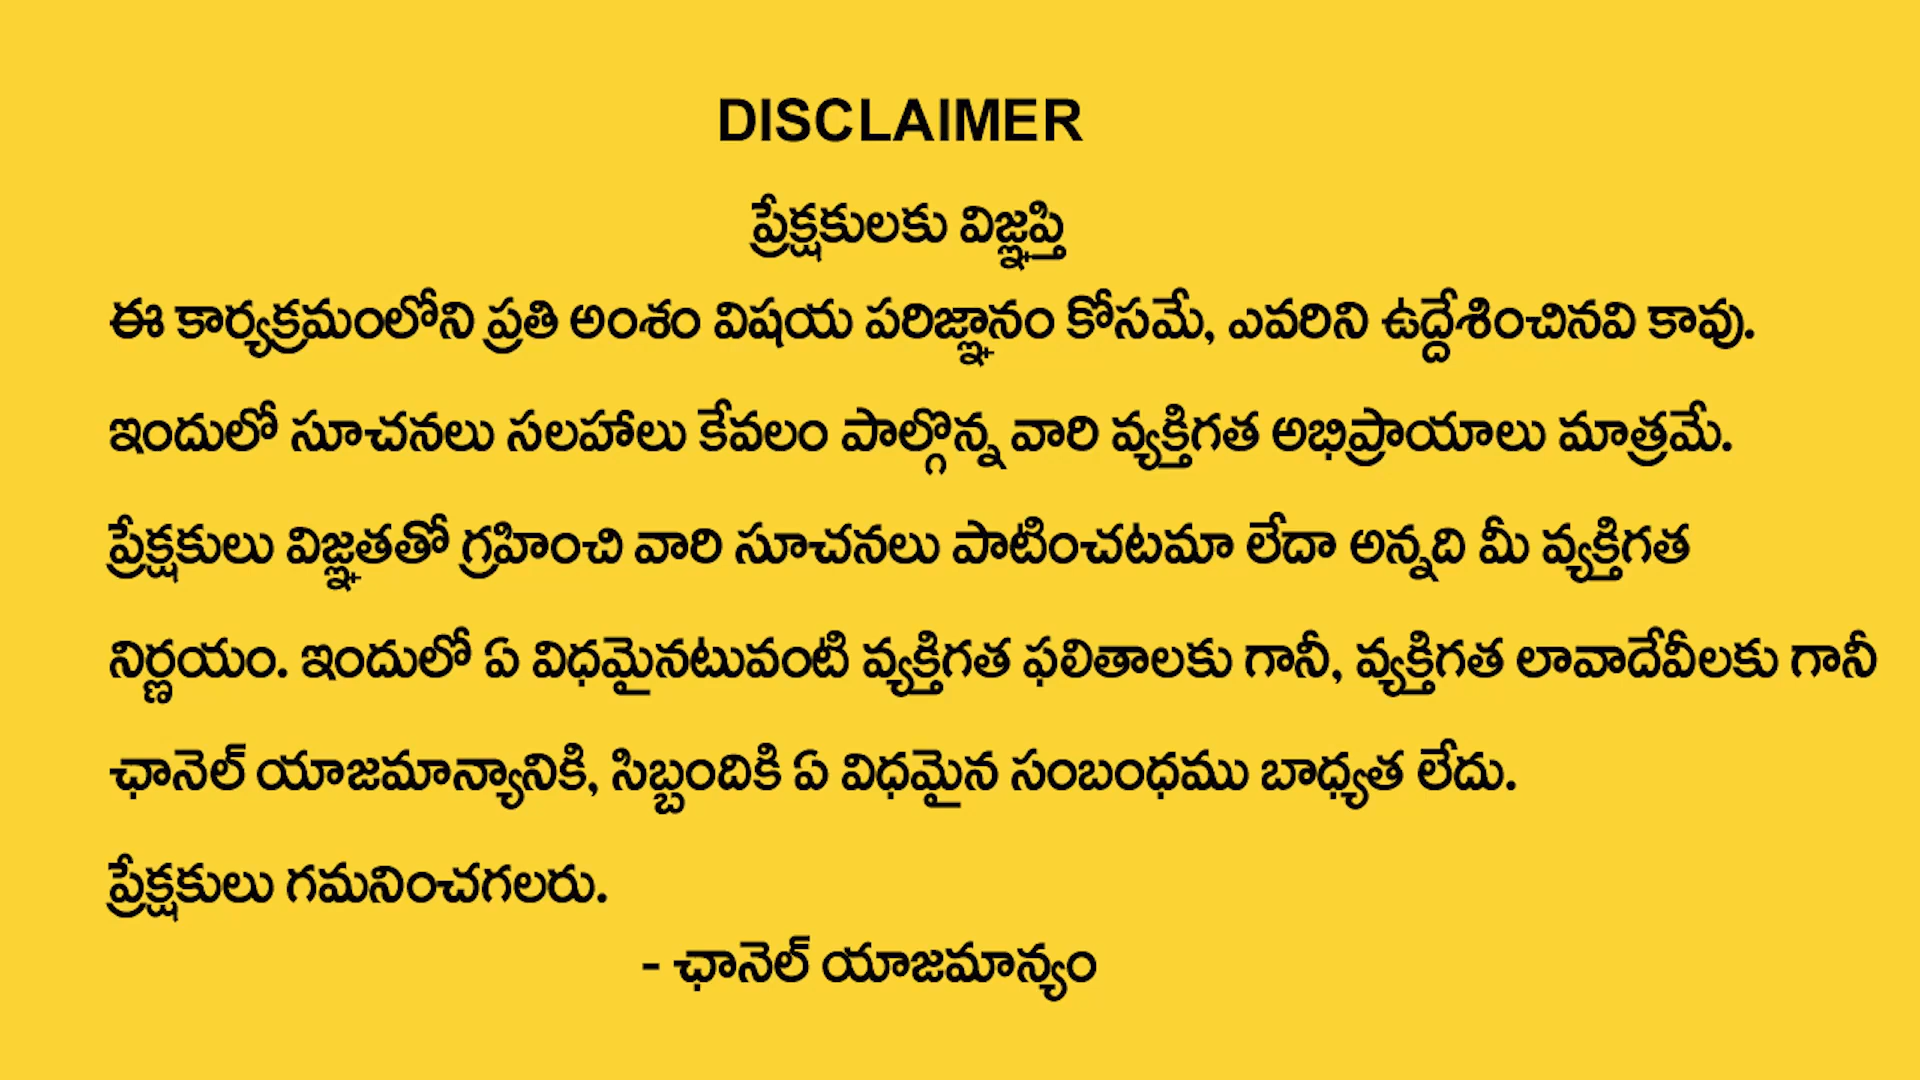 DISCLAIMER
ప్రేక్షకులకు విజ్ఞప్తి
ఈ కార్యక్రమంలోని ప్రతి అంశం విషయ పరిజ్ఞానం కోసమే, ఎవరిని ఉద్దేశించినవి కావు.
ఇందులో సూచనలు సలహాలు కేవలం పాల్గొన్న వారి వ్యక్తిగత అభిప్రాయాలు మాత్రమే.
ప్రేక్షకులు విజ్ఞతతో గ్రహించి వారి సూచనలు పాటించటమా లేదా అన్నది మీ వ్యక్తిగత
నిర్ణయం. ఇందులో ఏ విధమైనటువంటి వ్యక్తిగత ఫలితాలకు గానీ, వ్యక్తిగత లావాదేవీలకు గానీ
ఛానెల్ యాజమాన్యానికి, సిబ్బందికి ఏ విధమైన సంబంధము బాధ్యత లేదు.
ప్రేక్షకులు గమనించగలరు.
- ఛానెల్ యాజమాన్యం